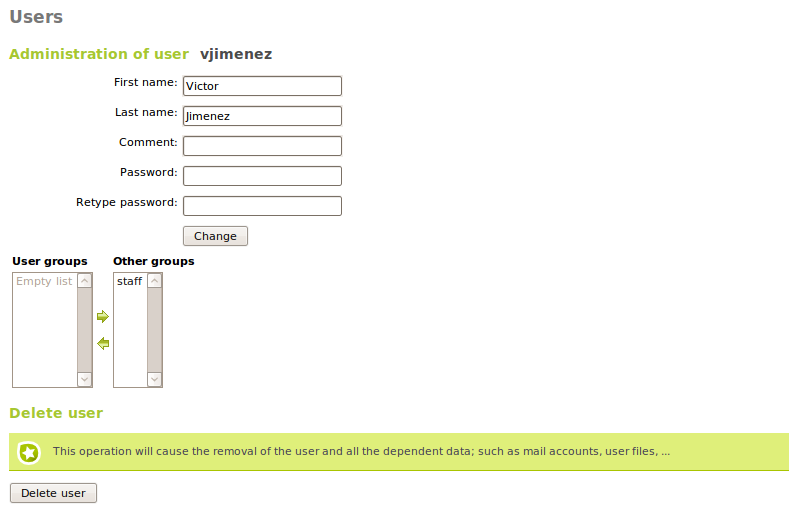 Users
Administration of user vjimenez
First name: Victor
Last name: Jimenez
Comment:
Password:
Retype password:
Change
User groups Other groups
Empty list staff
Delete user
This operation will cause the removal of the user and all the dependent data; such as mail accounts, user files, ...
Delete user